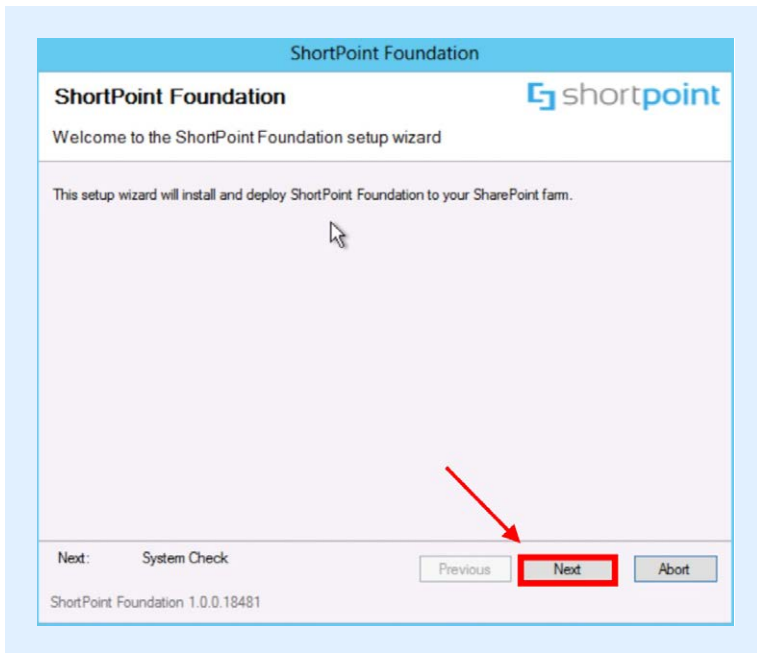 ShortPoint Foundation
ShortPoint Foundation
shortpoint
Welcome to the ShortPoint Foundation setup wizard
This setup wizard will install and deploy ShortPoint Foundation to your SharePoint farm.
Next: System Check
Previous Next Abort
ShortPoint Foundation 1.0.0.18481